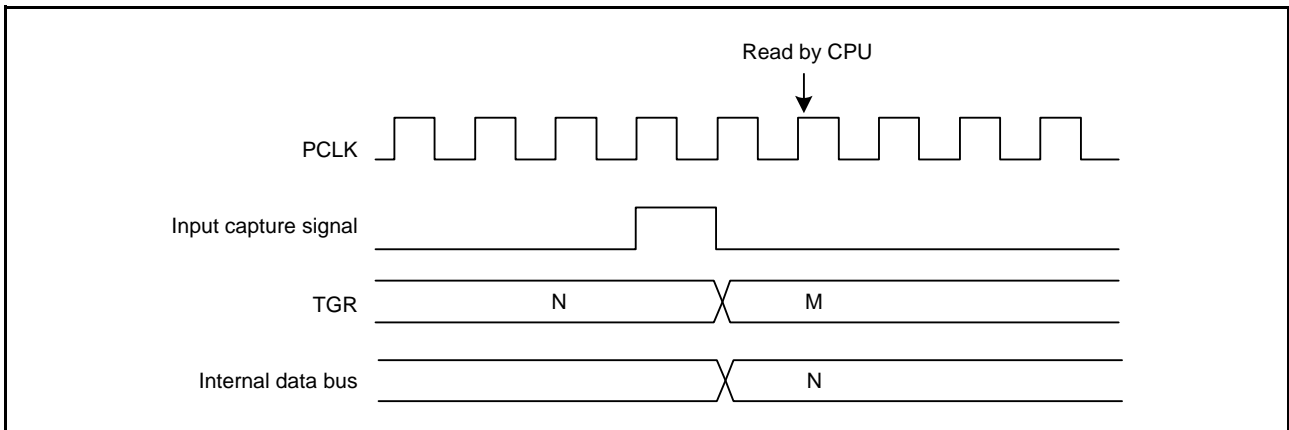 Read by CPU
PCLK
Input capture signal
TGR N M
Internal data bus N